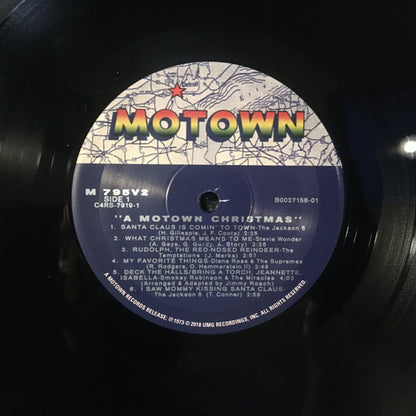 Detroit
MOTOWN
M 795V2
SIDE 1
C4RS-7919-1
B0027158-01
"A MOTOWN CHRISTMAS"
1. SANTA CLAUS IS COMIN' TO TOWN-The Jackson 5
(H. Gillespie, J. F. Coots) 2:25
2. WHAT CHRISTMAS MEANS TO ME-Stevie Wonder
(A. Gaye, G. Gordy, A. Story) 2:25
3. RUDOLPH, THE RED-NOSED REINDEER-The
Temptations (J. Marks) 3:57
4. MY FAVORITE THINGS-Diana Ross & The Supremes
(R. Rodgers, O. Hammerstein II) 2:49
5. DECK THE HALLS/BRING A TORCH, JEANNETTE,
ISABELLA-Smokey Robinson & The Miracles 4:03
(Arranged & Adapted by Jimmy Roach)
6. I SAW MOMMY KISSING SANTA CLAUS-
The Jackson 5 (T. Connor) 2:59
A MOTOWN RECORDS RELEASE; ℗ 1973 © 2018 UMG RECORDINGS, INC. ALL RIGHTS RESERVED.